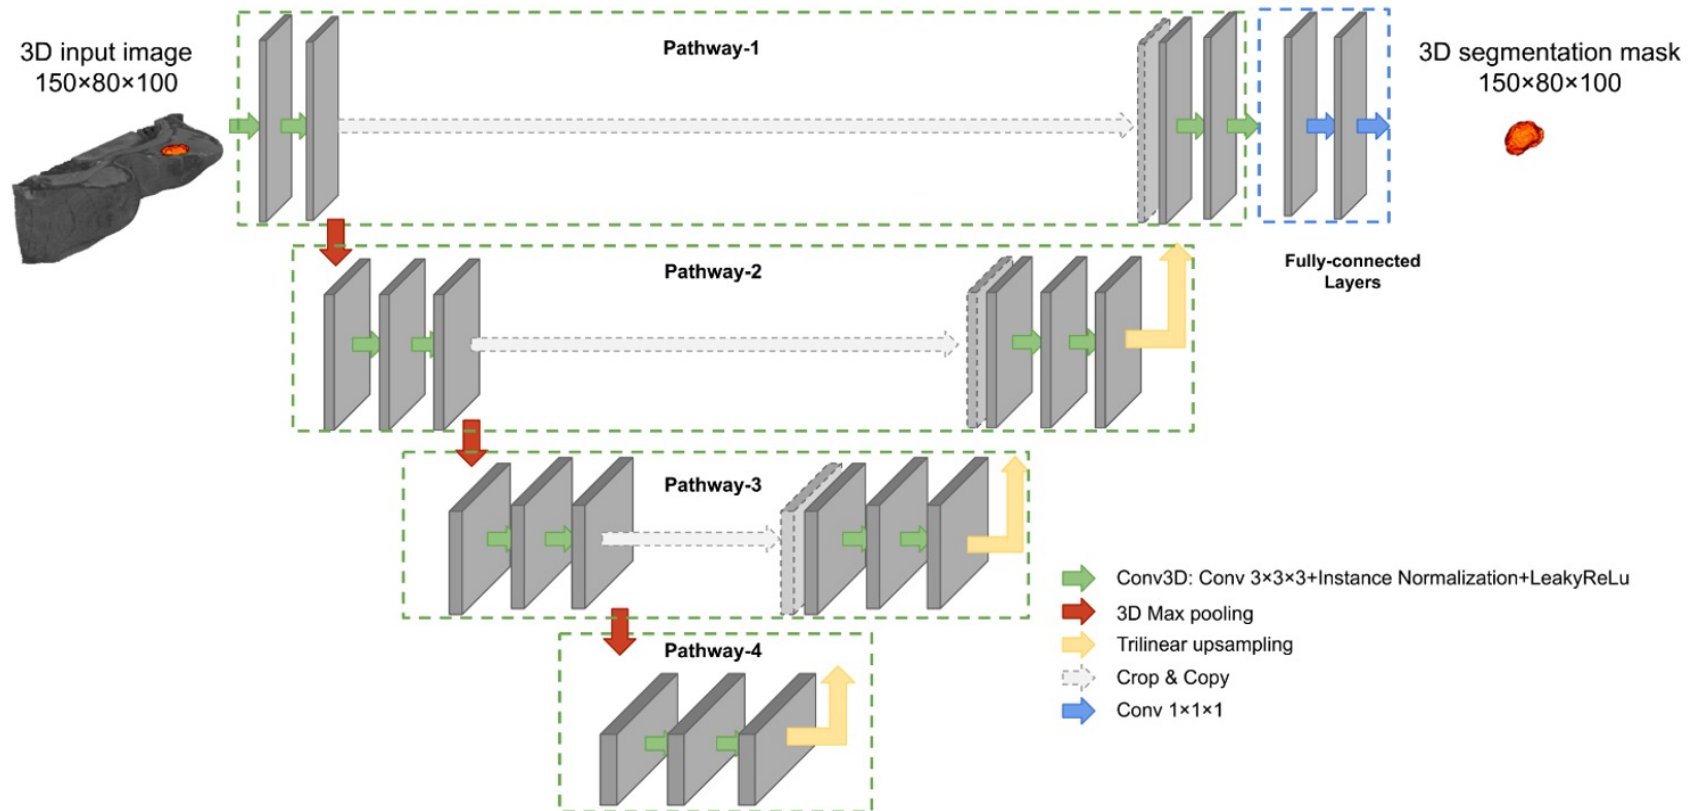 3D input image
150×80×100
Pathway-1
3D segmentation mask
150×80×100
Pathway-2
Fully-connected
Layers
Pathway-3
Conv3D: Conv 3×3×3+Instance Normalization+LeakyReLu
3D Max pooling
Trilinear upsampling
Pathway-4
Crop & Copy
Conv 1×1×1